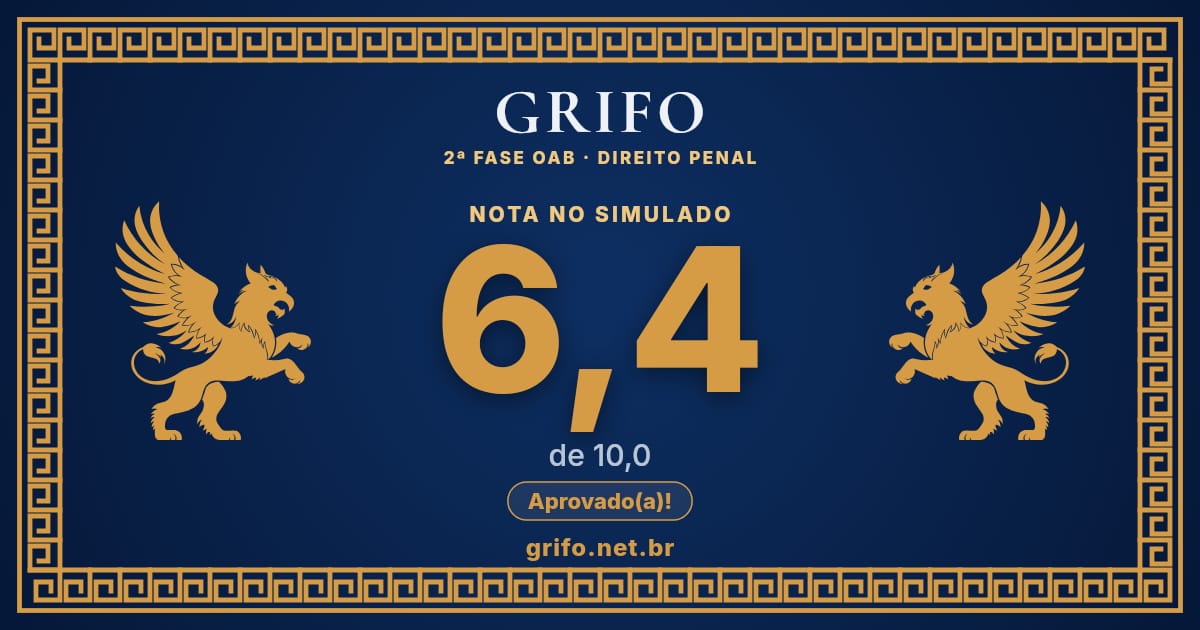 GRIFO
2ª FASE OAB · DIREITO PENAL
NOTA NO SIMULADO
6,4
de 10,0
Aprovado(a)!
grifo.net.br